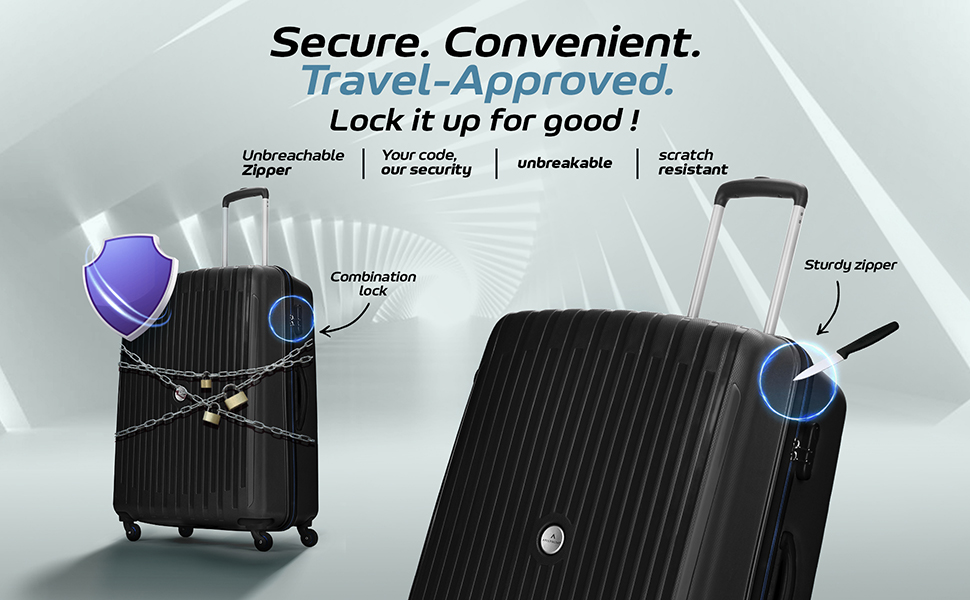 Secure. Convenient.
Travel-Approved.
Lock it up for good !
Unbreachable
Zipper
Your code,
our security
unbreakable
scratch
resistant
Combination
lock
Sturdy zipper